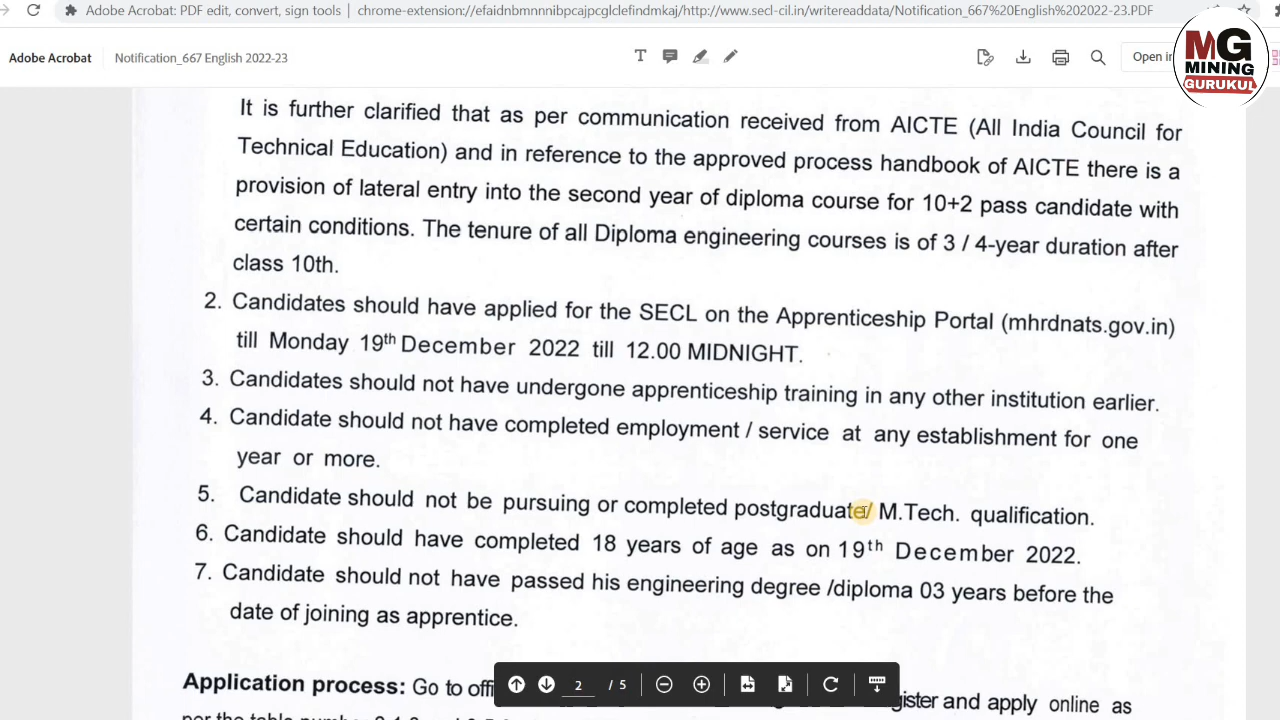 Adobe Acrobat: PDF edit, convert, sign tools | chrome-extension://efaidnbmnnnibpcajpcglclefindmkaj/http://www.secl-cil.in/writereaddata/Notification_667%20English%202022-23.PDF
Adobe Acrobat Notification_667 English 2022-23
Open in
MG
MINING
GURUKUL
It is further clarified that as per communication received from AICTE (All India Council for
Technical Education) and in reference to the approved process handbook of AICTE there is a
provision of lateral entry into the second year of diploma course for 10+2 pass candidate with
certain conditions. The tenure of all Diploma engineering courses is of 3 / 4-year duration after
class 10th.
2. Candidates should have applied for the SECL on the Apprenticeship Portal (mhrdnats.gov.in)
till Monday 19th December 2022 till 12.00 MIDNIGHT.
3. Candidates should not have undergone apprenticeship training in any other institution earlier.
4. Candidate should not have completed employment / service at any establishment for one
year or more.
5. Candidate should not be pursuing or completed postgraduate/ M.Tech. qualification.
6. Candidate should have completed 18 years of age as on 19th December 2022.
7. Candidate should not have passed his engineering degree /diploma 03 years before the
date of joining as apprentice.
Application process: Go to and apply online as
2 / 5